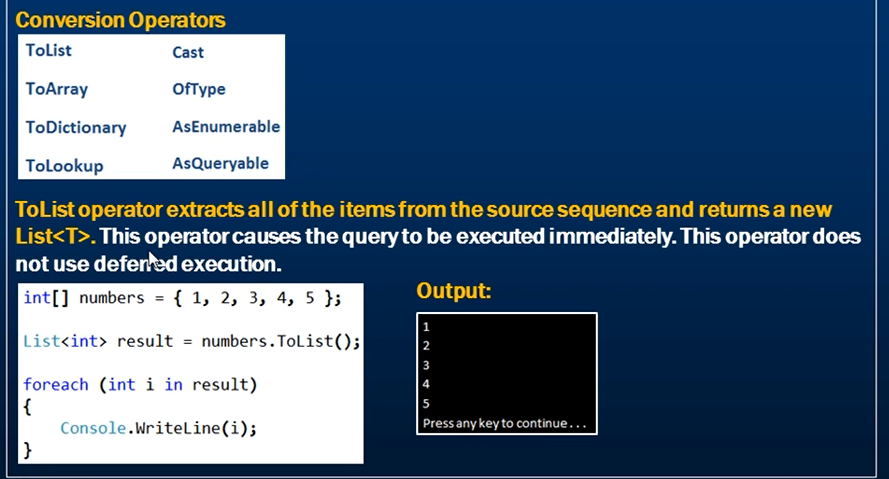 Conversion Operators
ToList Cast
ToArray OfType
ToDictionary AsEnumerable
ToLookup AsQueryable
ToList operator extracts all of the items from the source sequence and returns a new
List<T>. This operator causes the query to be executed immediately. This operator does
not use deferred execution.
int[] numbers = { 1, 2, 3, 4, 5 };
List<int> result = numbers.ToList();
foreach (int i in result)
{
    Console.WriteLine(i);
}
Output:
1
2
3
4
5
Press any key to continue...